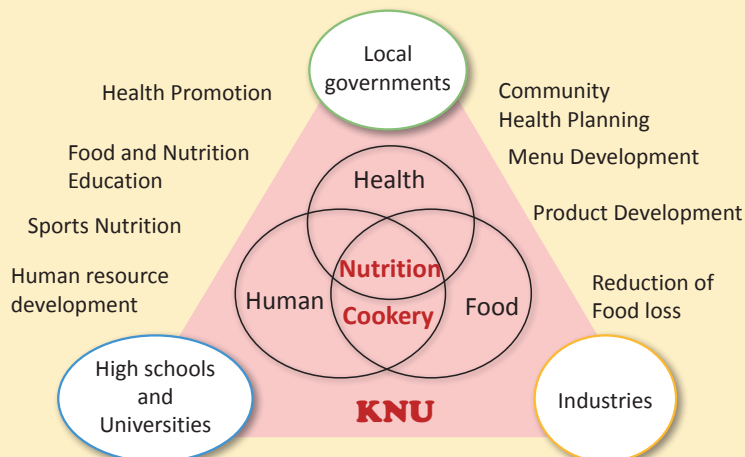 Local
governments
Health Promotion
Community
Health Planning
Food and Nutrition
Education
Menu Development
Health
Sports Nutrition
Product Development
Nutrition
Human resource
development
Human
Cookery
Food
Reduction of
Food loss
High schools
and
Universities
KNU
Industries